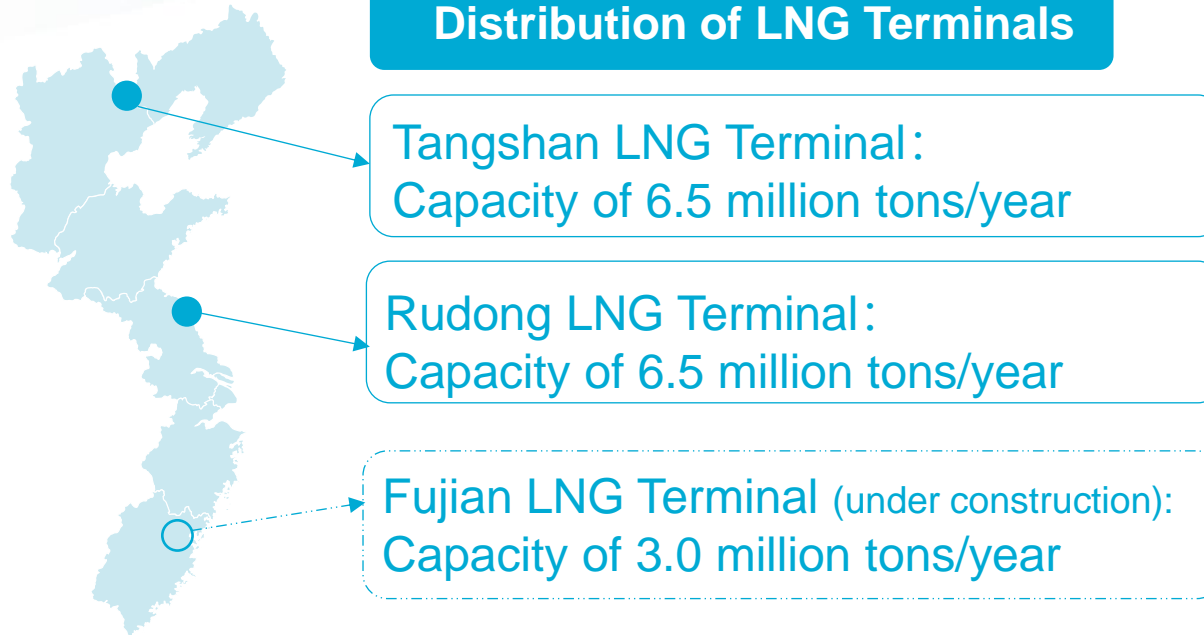 Distribution of LNG Terminals
Tangshan LNG Terminal：
Capacity of 6.5 million tons/year
Rudong LNG Terminal：
Capacity of 6.5 million tons/year
Fujian LNG Terminal (under construction):
Capacity of 3.0 million tons/year